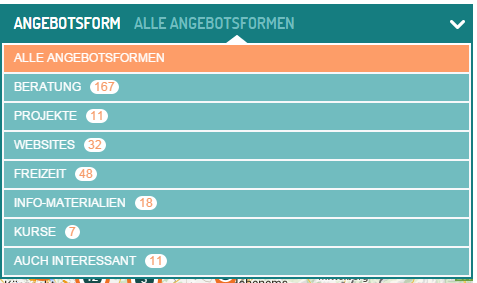 ANGEBOTSFORM ALLE ANGEBOTSFORMEN
ALLE ANGEBOTSFORMEN
BERATUNG 167
PROJEKTE 11
WEBSITES 32
FREIZEIT 48
INFO-MATERIALIEN 18
KURSE 7
AUCH INTERESSANT 11